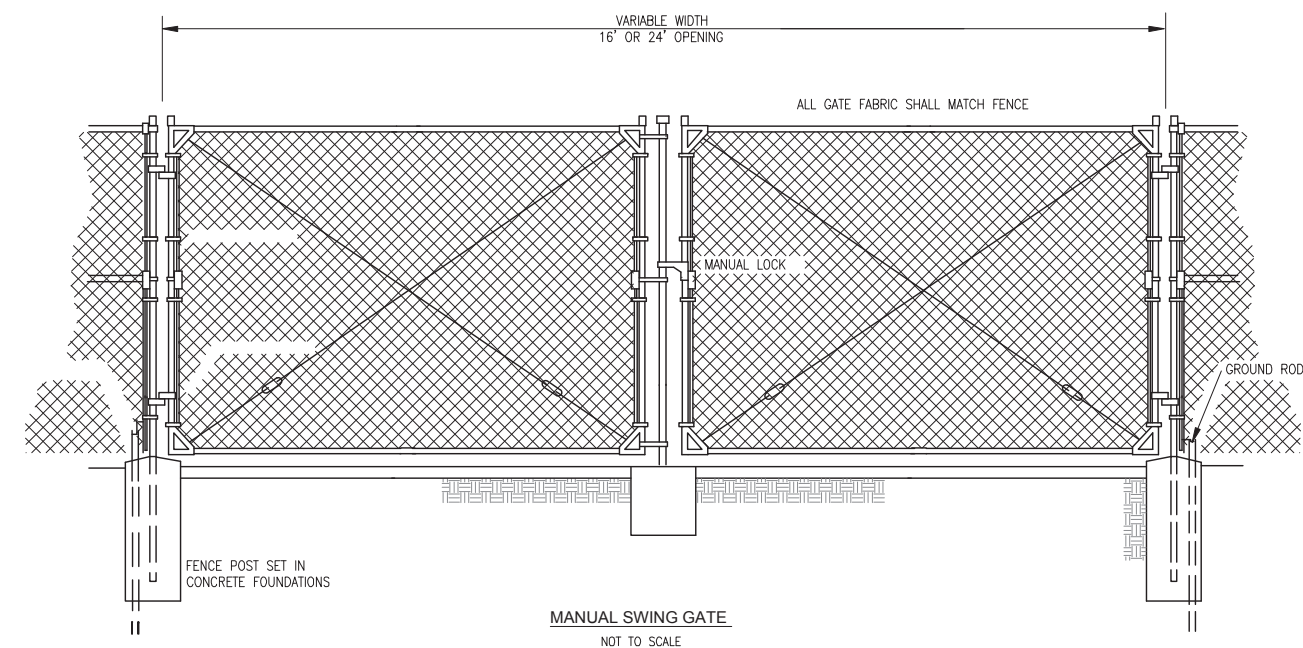 VARIABLE WIDTH
16' OR 24' OPENING
ALL GATE FABRIC SHALL MATCH FENCE
MANUAL LOCK
GROUND ROD
FENCE POST SET IN
CONCRETE FOUNDATIONS
MANUAL SWING GATE
NOT TO SCALE